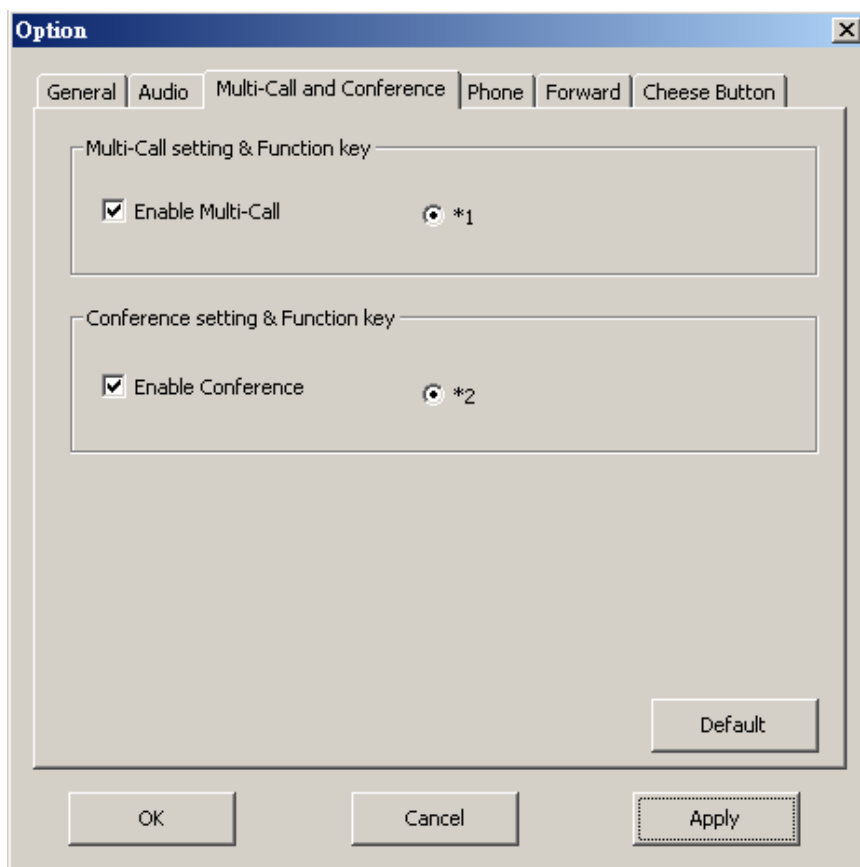 Option
General Audio Multi-Call and Conference Phone Forward Cheese Button
Multi-Call setting & Function key
Enable Multi-Call *1
Conference setting & Function key
Enable Conference *2
Default
OK Cancel Apply